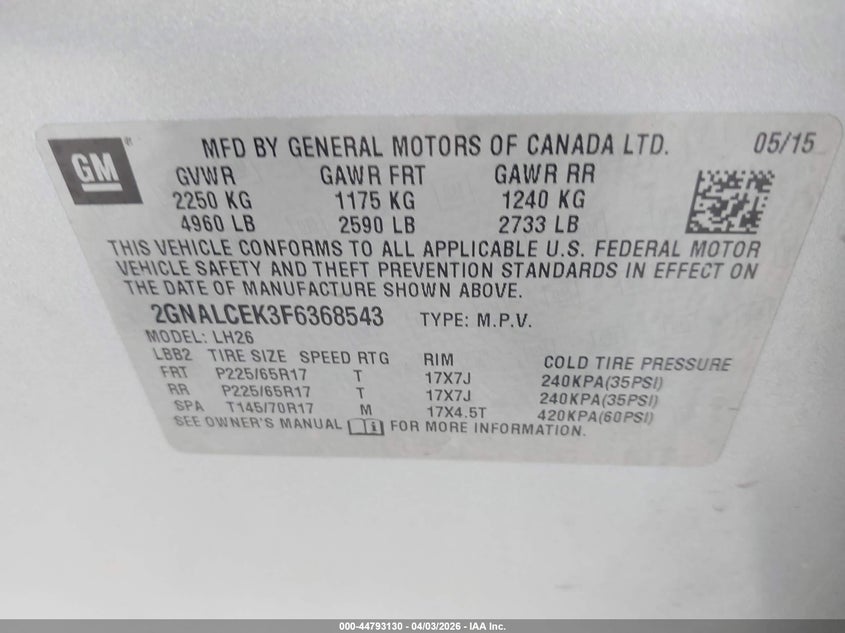 GM
MFD BY GENERAL MOTORS OF CANADA LTD. 05/15
GVWR GAWR FRT GAWR RR
2250 KG 1175 KG 1240 KG
4960 LB 2590 LB 2733 LB
THIS VEHICLE CONFORMS TO ALL APPLICABLE U.S. FEDERAL MOTOR
VEHICLE SAFETY AND THEFT PREVENTION STANDARDS IN EFFECT ON
THE DATE OF MANUFACTURE SHOWN ABOVE.
2GNALCEK3F6368543 TYPE: M.P.V.
MODEL: LH26
LBB2 TIRE SIZE SPEED RTG RIM COLD TIRE PRESSURE
FRT P225/65R17 T 17X7J 240KPA(35PSI)
RR P225/65R17 T 17X7J 240KPA(35PSI)
SPA T145/70R17 M 17X4.5T 420KPA(60PSI)
SEE OWNER'S MANUAL FOR MORE INFORMATION.
000-44793130 - 04/03/2026 - IAA Inc.